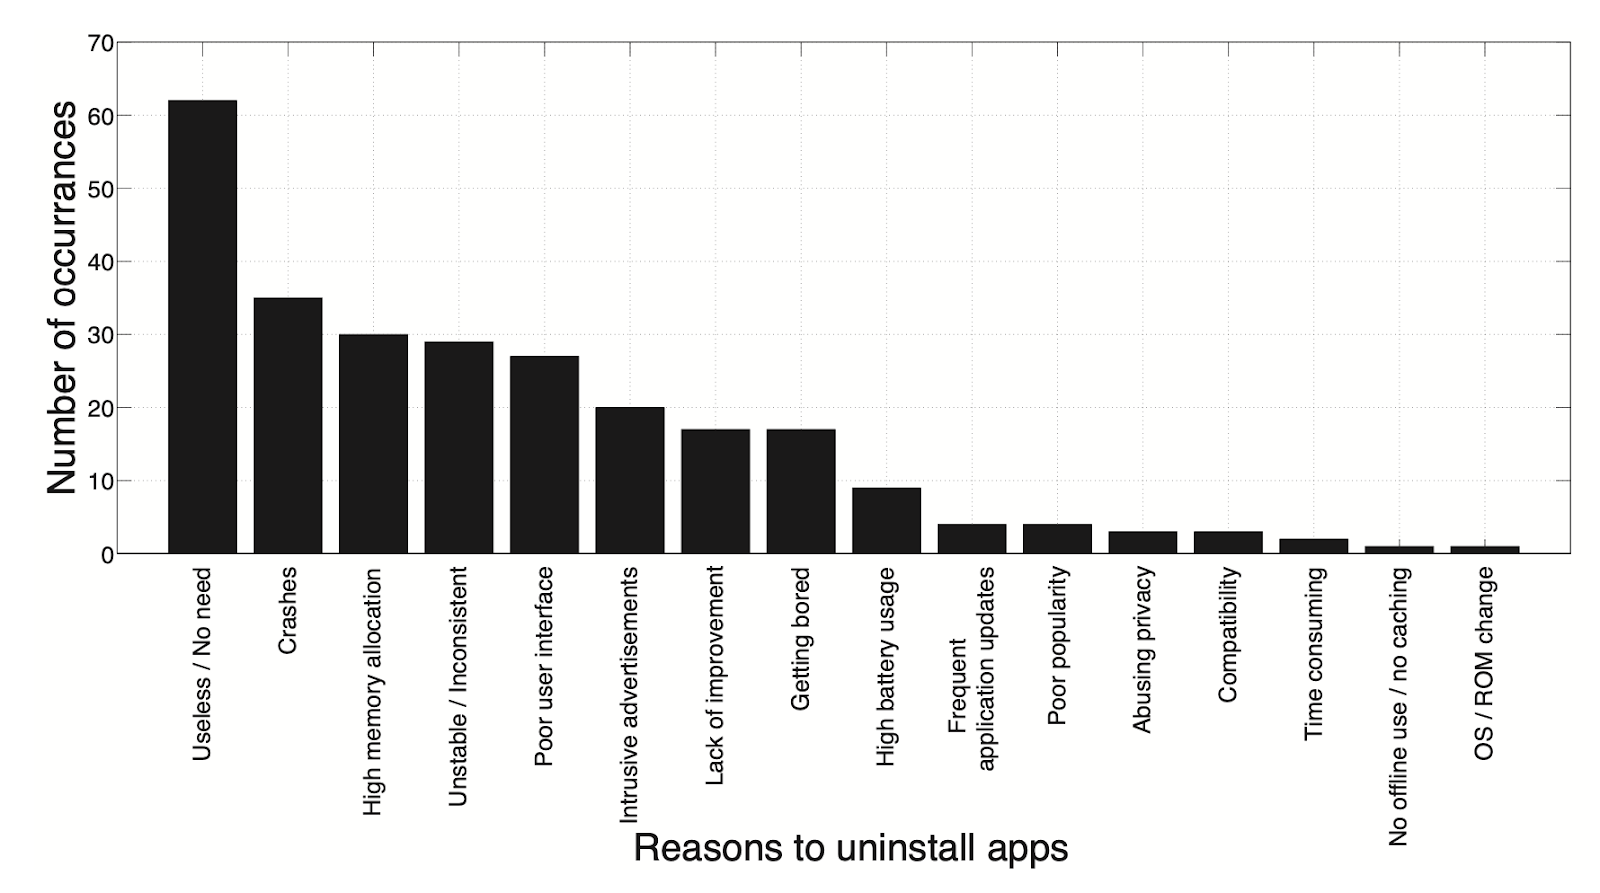 70
60
50
40
30
20
10
0
Number of occurrances
Useless / No need
Crashes
High memory allocation
Unstable / Inconsistent
Poor user interface
Intrusive advertisements
Lack of improvement
Getting bored
High battery usage
Frequent
application updates
Poor popularity
Abusing privacy
Compatibility
Time consuming
No offline use / no caching
OS / ROM change
Reasons to uninstall apps